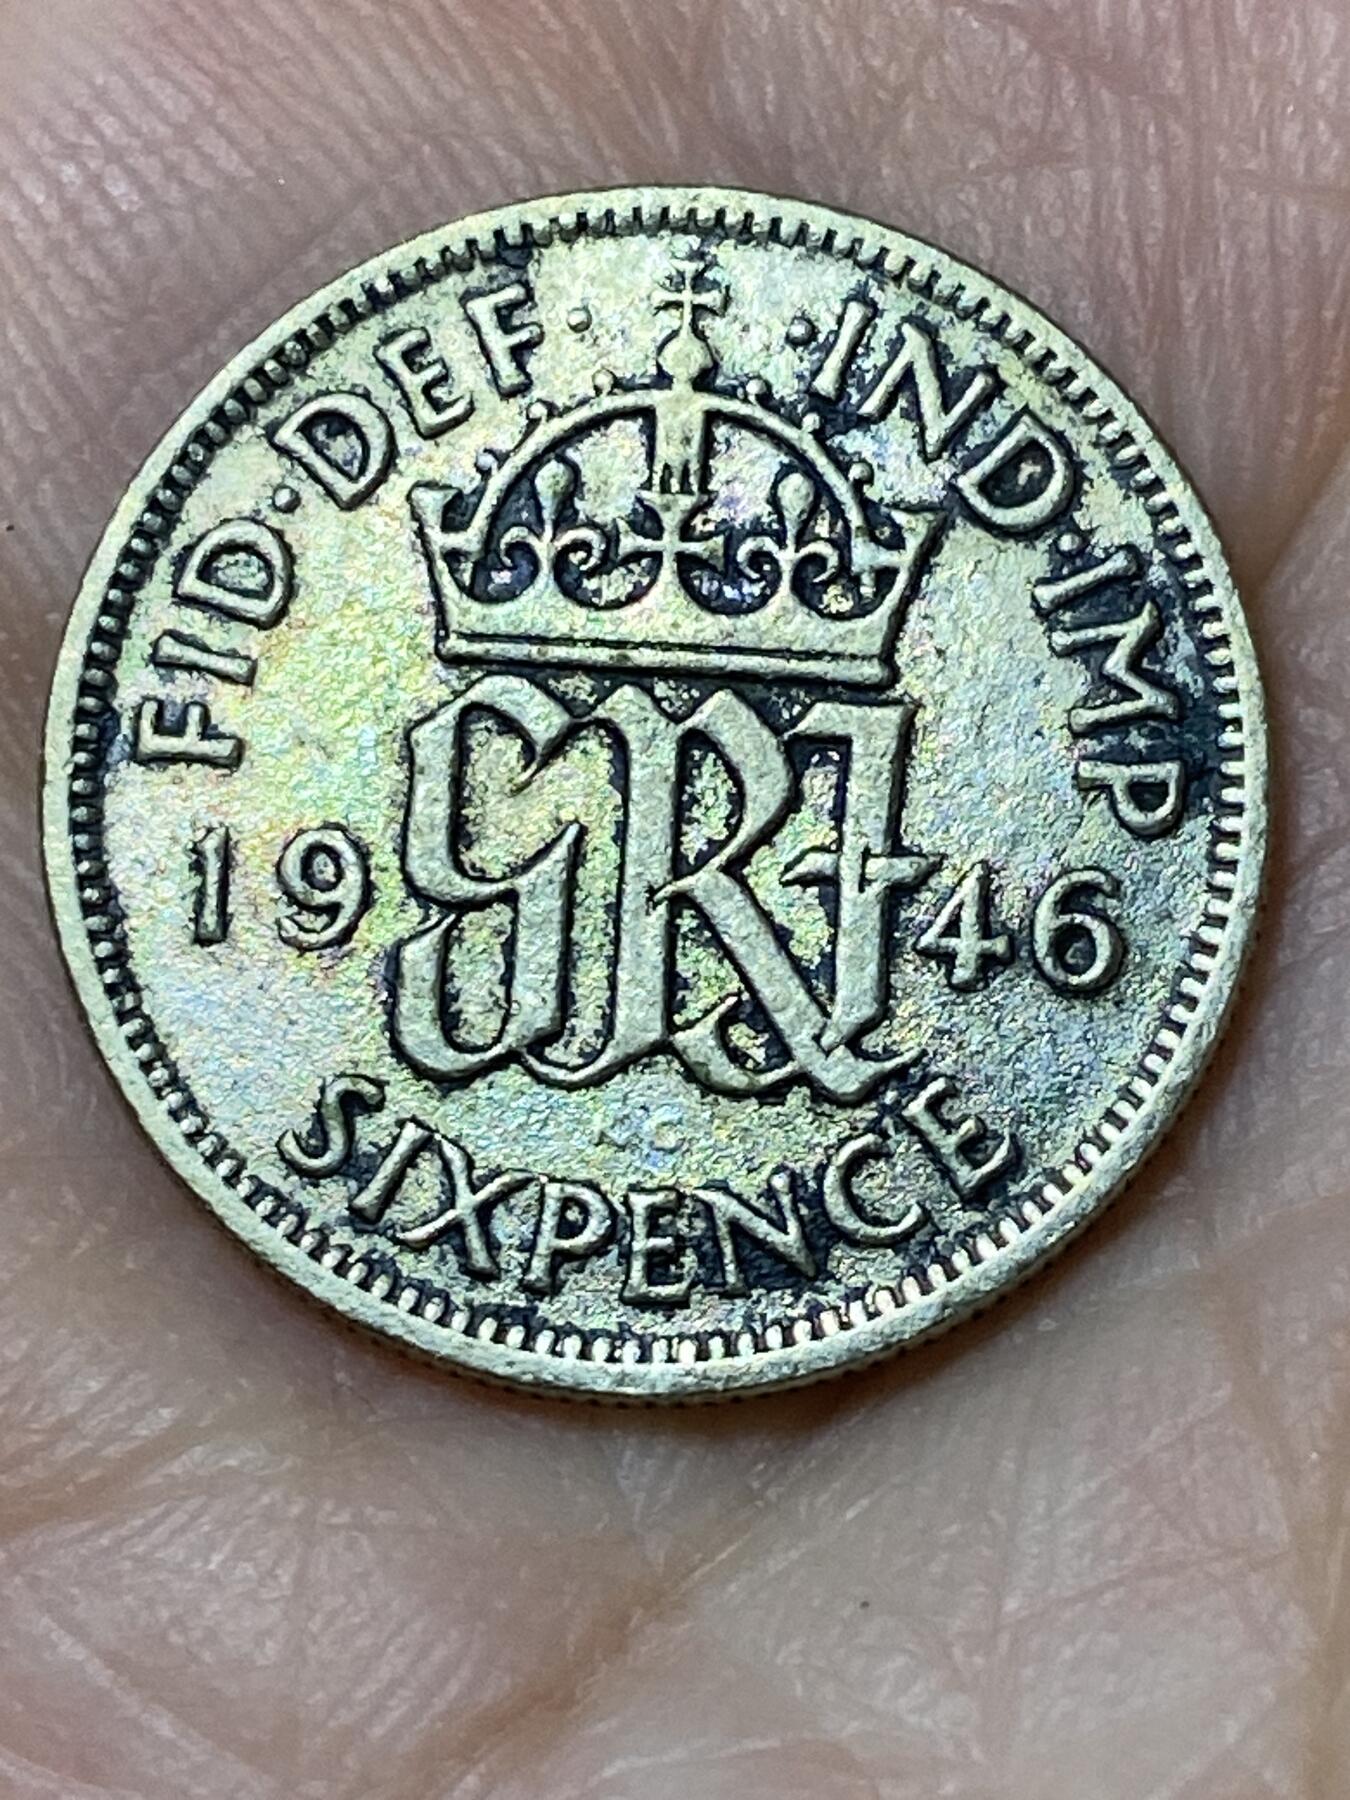 FID·DEF· ·IND·IMP
19 GRI 46
SIXPENCE